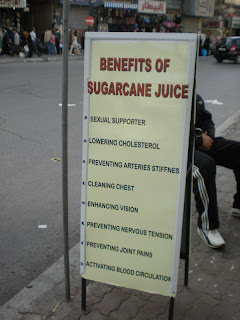 BENEFITS OF
SUGARCANE JUICE
SEXUAL SUPPORTER
LOWERING CHOLESTEROL
PREVENTING ARTERIES STIFFNES
CLEANING CHEST
ENHANCING VISION
PREVENTING NERVOUS TENSION
PREVENTING JOINT PAINS
ACTIVATING BLOOD CIRCULATION